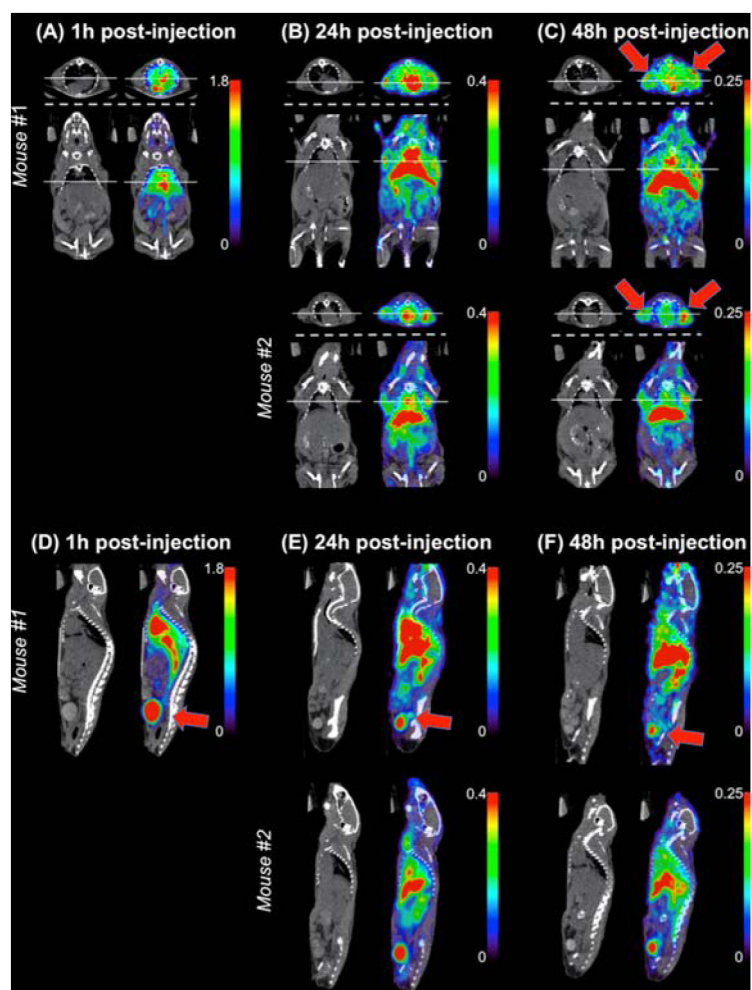 (A) 1h post-injection
(B) 24h post-injection
(C) 48h post-injection
Mouse #1
1.8
0
0.4
0
0.25
0
Mouse #2
0.4
0
0.25
0
(D) 1h post-injection
(E) 24h post-injection
(F) 48h post-injection
Mouse #1
1.8
0
0.4
0
0.25
0
Mouse #2
0.4
0
0.25
0